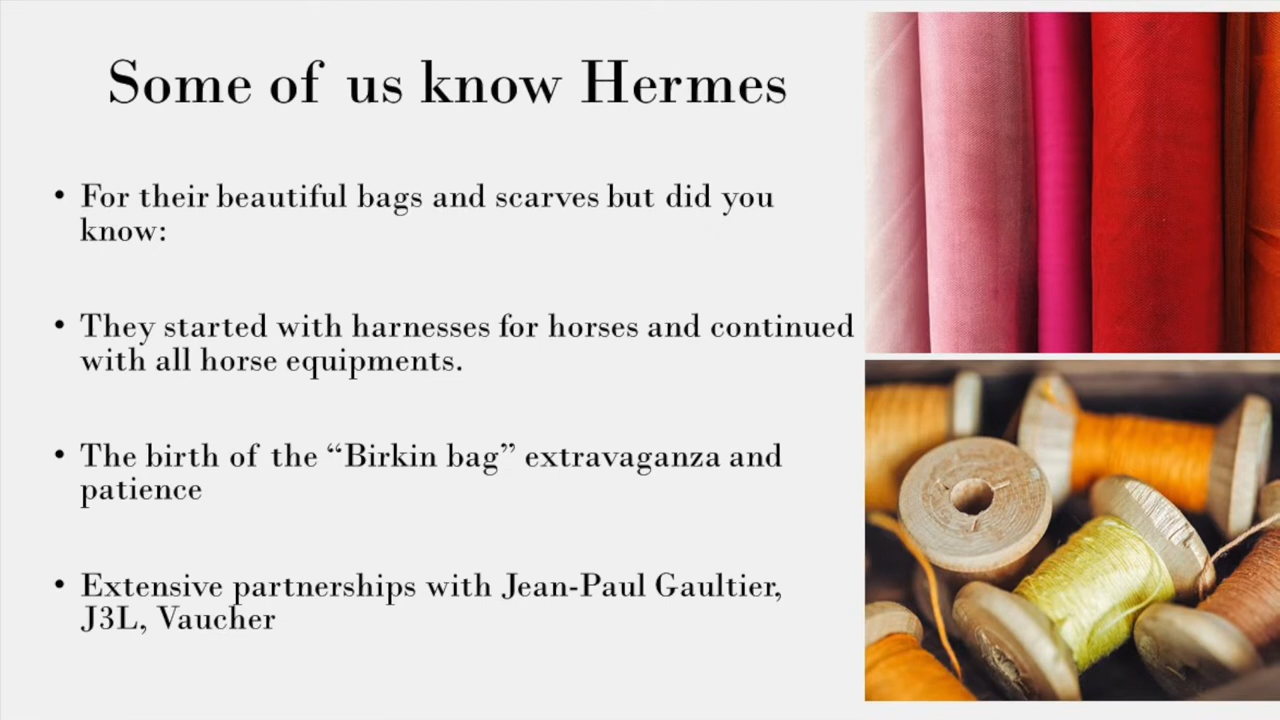 Some of us know Hermes
• For their beautiful bags and scarves but did you
know:
• They started with harnesses for horses and continued
with all horse equipments.
• The birth of the “Birkin bag” extravaganza and
patience
• Extensive partnerships with Jean-Paul Gaultier,
J3L, Vaucher